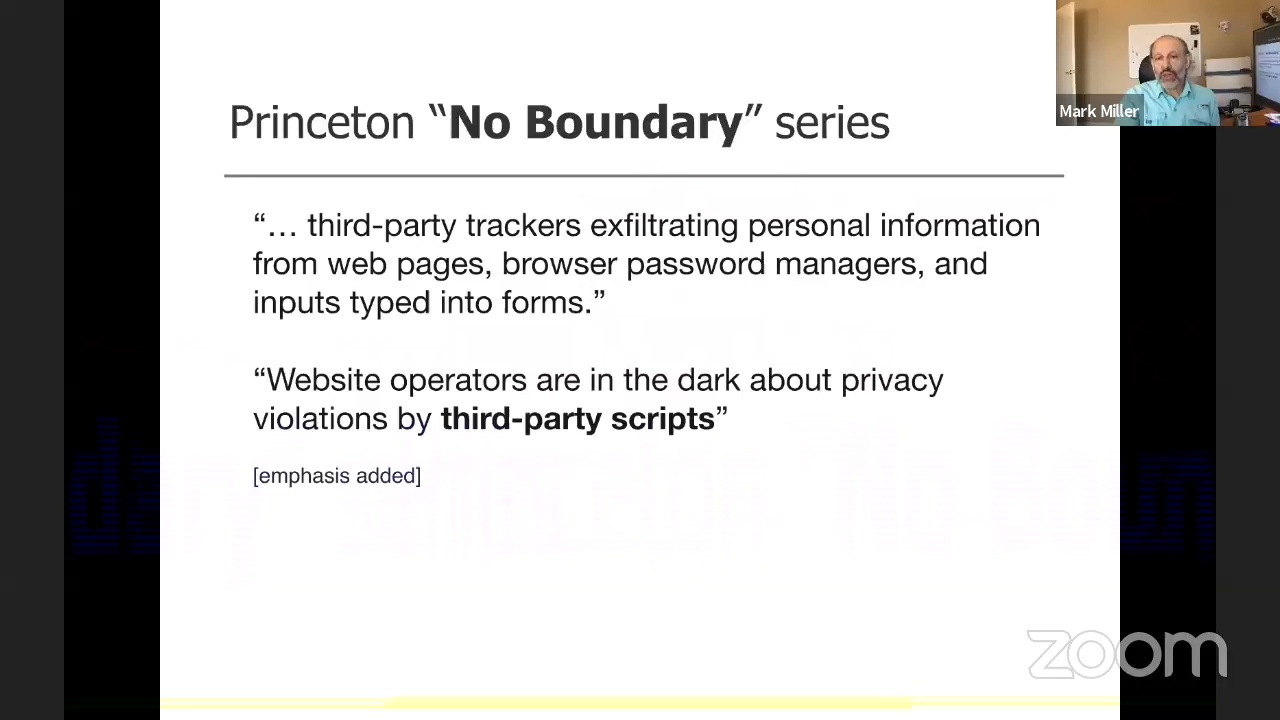 Princeton “No Boundary” series
“… third-party trackers exfiltrating personal information
from web pages, browser password managers, and
inputs typed into forms.”
“Website operators are in the dark about privacy
violations by third-party scripts”
[emphasis added]
Mark Miller
zoom